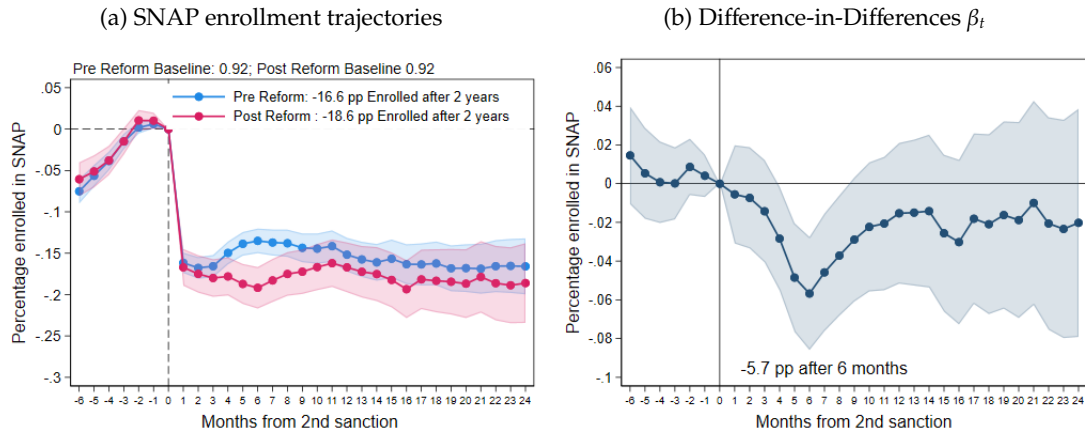 (a) SNAP enrollment trajectories
Pre Reform Baseline: 0.92; Post Reform Baseline 0.92
Pre Reform: -16.6 pp Enrolled after 2 years
Post Reform : -18.6 pp Enrolled after 2 years
Percentage enrolled in SNAP
.05
0
-.05
-.1
-.15
-.2
-.3
-6 -5 -4 -3 -2 -1 0 1 2 3 4 5 6 7 8 9 10 11 12 13 14 15 16 17 18 19 20 21 22 23 24
Months from 2nd sanction
(b) Difference-in-Differences βt
Percentage enrolled in SNAP
.06
.04
.02
0
-.02
-.04
-.06
-.08
-.1
-5.7 pp after 6 months
-6 -5 -4 -3 -2 -1 0 1 2 3 4 5 6 7 8 9 10 11 12 13 14 15 16 17 18 19 20 21 22 23 24
Months from 2nd sanction